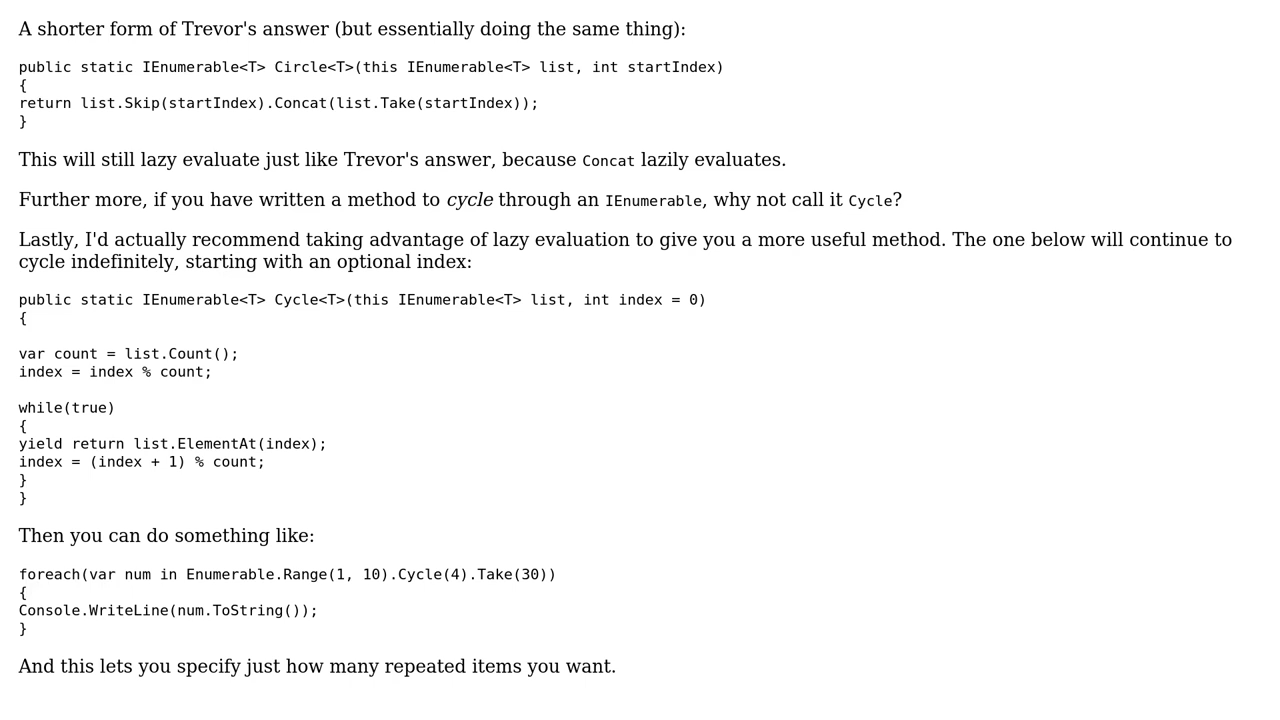 A shorter form of Trevor's answer (but essentially doing the same thing):
public static IEnumerable<T> Circle<T>(this IEnumerable<T> list, int startIndex)
{
return list.Skip(startIndex).Concat(list.Take(startIndex));
}
This will still lazy evaluate just like Trevor's answer, because Concat lazily evaluates.
Further more, if you have written a method to cycle through an IEnumerable, why not call it Cycle?
Lastly, I'd actually recommend taking advantage of lazy evaluation to give you a more useful method. The one below will continue to
cycle indefinitely, starting with an optional index:
public static IEnumerable<T> Cycle<T>(this IEnumerable<T> list, int index = 0)
{
var count = list.Count();
index = index % count;
while(true)
{
yield return list.ElementAt(index);
index = (index + 1) % count;
}
}
Then you can do something like:
foreach(var num in Enumerable.Range(1, 10).Cycle(4).Take(30))
{
Console.WriteLine(num.ToString());
}
And this lets you specify just how many repeated items you want.